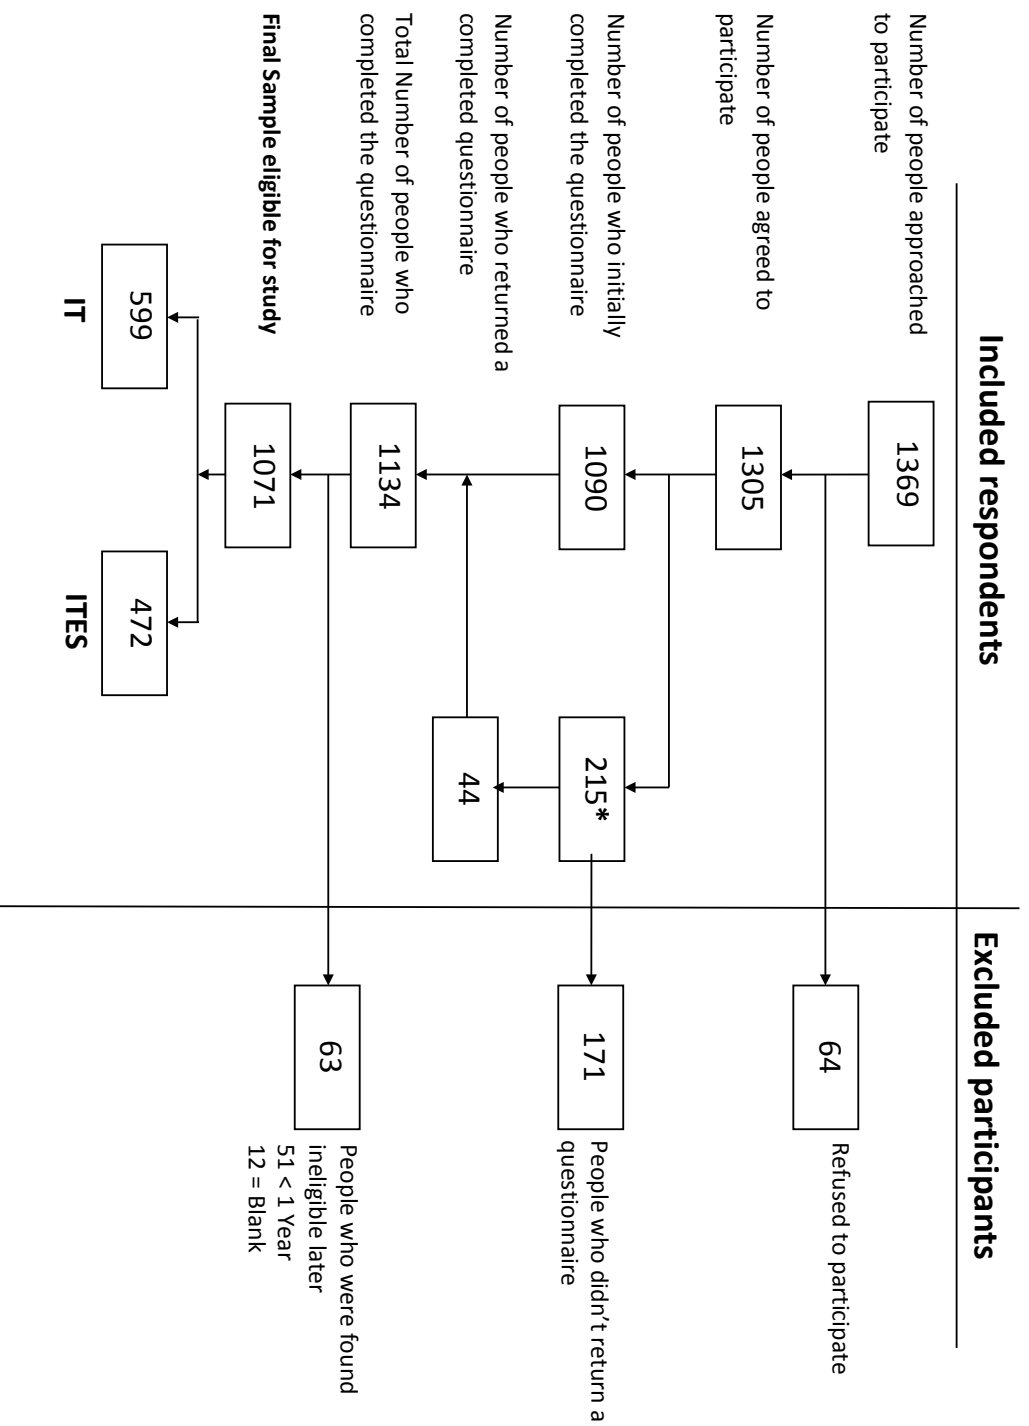 Included respondents
Excluded participants
Number of people approached
to participate
1369
64
Refused to participate
Number of people agreed to
participate
1305
Number of people who initially
completed the questionnaire
1090
215*
171
People who didn't return a
questionnaire
Number of people who returned a
completed questionnaire
44
Total Number of people who
completed the questionnaire
1134
63
People who were found
ineligible later
51 < 1 Year
12 = Blank
Final Sample eligible for study
1071
599
472
IT
ITES